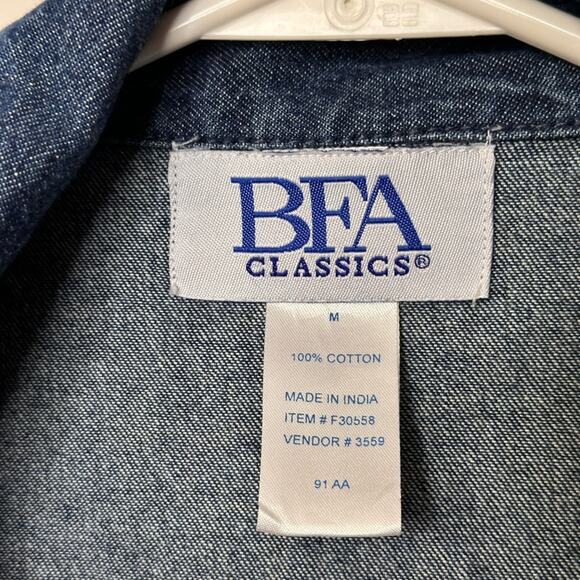 BFA
CLASSICS®
M
100% COTTON
MADE IN INDIA
ITEM # F30558
VENDOR # 3559
91 AA